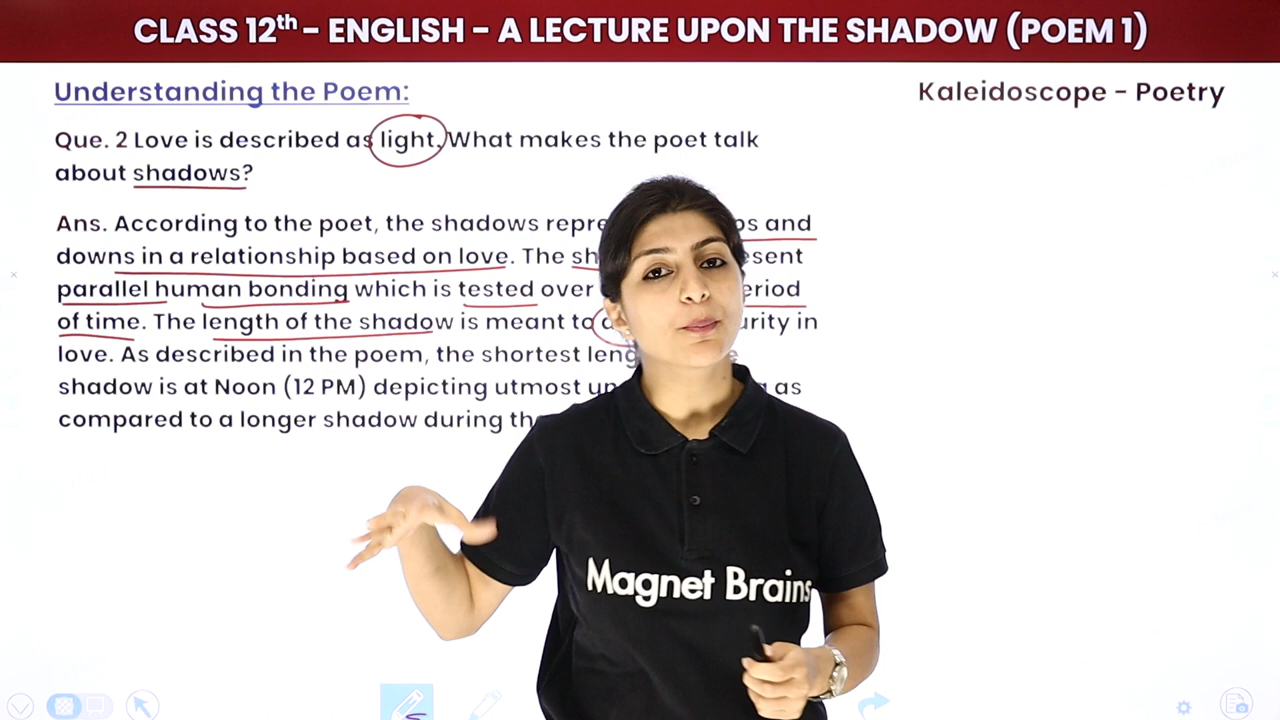 CLASS 12th - ENGLISH - A LECTURE UPON THE SHADOW (POEM 1)
Understanding the Poem:
Kaleidoscope - Poetry
Que. 2 Love is described as light. What makes the poet talk
about shadows?
Ans. According to the poet, the shadows and
downs in a relationship based on love. The
parallel human bonding which is tested over
of time. The length of the shadow is meant to in
love. As described in the poem, the shortest
shadow is at Noon (12 PM) depicting utmost as
compared to a longer shadow during
Magnet Brains